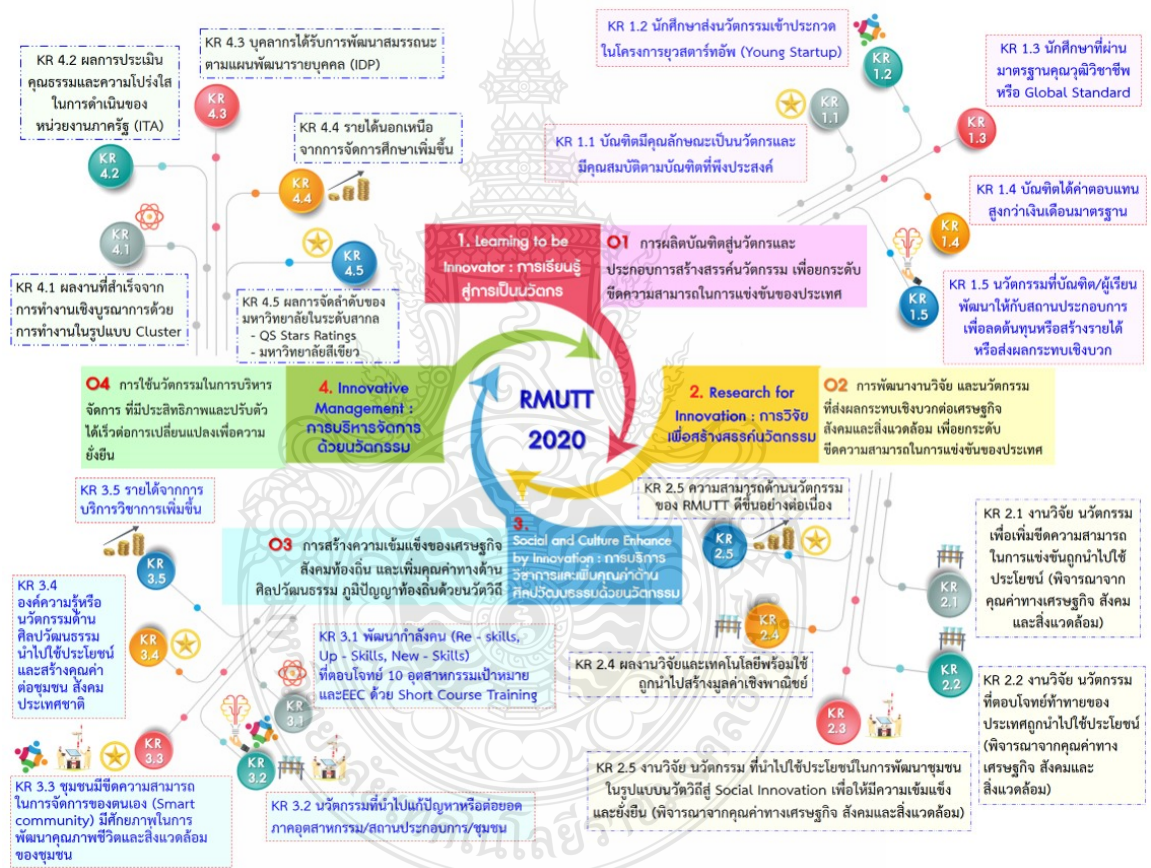 KR 4.2 ผลการประเมิน
คุณธรรมและความโปร่งใส
ในการดำเนินของ
หน่วยงานภาครัฐ (ITA)
KR 4.3 บุคลากรได้รับการพัฒนาสมรรถนะ
ตามแผนพัฒนารายบุคคล (IDP)
KR
4.3
KR
4.2
KR 4.4 รายได้นอกเหนือ
จากการจัดการศึกษาเพิ่มขึ้น
KR
4.4
KR
4.1
KR
4.5
KR 4.1 ผลงานที่สำเร็จจาก
การทำงานเชิงบูรณาการด้วย
การทำงานในรูปแบบ Cluster
KR 4.5 ผลการจัดลำดับของ
มหาวิทยาลัยในระดับสากล
- QS Stars Ratings
- มหาวิทยาลัยสีเขียว
KR 1.2 นักศึกษาส่งนวัตกรรมเข้าประกวด
ในโครงการยุวสตาร์ทอัพ (Young Startup)
KR
1.2
KR 1.3 นักศึกษาที่ผ่าน
มาตรฐานคุณวุฒิวิชาชีพ
หรือ Global Standard
KR
1.1
KR
1.3
KR 1.1 บัณฑิตมีคุณลักษณะเป็นนวัตกรและ
มีคุณสมบัติตามบัณฑิตที่พึงประสงค์
KR 1.4 บัณฑิตได้ค่าตอบแทน
สูงกว่าเงินเดือนมาตรฐาน
KR
1.4
KR
1.5
KR 1.5 นวัตกรรมที่บัณฑิต/ผู้เรียน
พัฒนาให้กับสถานประกอบการ
เพื่อลดต้นทุนหรือสร้างรายได้
หรือส่งผลกระทบเชิงบวก
1. Learning to be
Innovator : การเรียนรู้
สู่การเป็นนวัตกร
O1 การผลิตบัณฑิตสู่นวัตกรและ
ประกอบการสร้างสรรค์นวัตกรรม เพื่อยกระดับ
ขีดความสามารถในการแข่งขันของประเทศ
O4 การใช้นวัตกรรมในการบริหาร
จัดการ ที่มีประสิทธิภาพและปรับตัว
ได้เร็วต่อการเปลี่ยนแปลงเพื่อความ
ยั่งยืน
4. Innovative
Management :
การบริหารจัดการ
ด้วยนวัตกรรม
RMUTT
2020
2. Research for
Innovation : การวิจัย
เพื่อสร้างสรรค์นวัตกรรม
O2 การพัฒนางานวิจัย และนวัตกรรม
ที่ส่งผลกระทบเชิงบวกต่อเศรษฐกิจ
สังคมและสิ่งแวดล้อม เพื่อยกระดับ
ขีดความสามารถในการแข่งขันของประเทศ
O3 การสร้างความเข้มแข็งของเศรษฐกิจ
สังคมท้องถิ่น และเพิ่มคุณค่าทางด้าน
ศิลปวัฒนธรรม ภูมิปัญญาท้องถิ่นด้วยนวัตวิถี
3.
Social and Culture Enhance
by Innovation : การบริการ
วิชาการและเพิ่มคุณค่าด้าน
ศิลปวัฒนธรรมด้วยนวัตกรรม
KR 3.5 รายได้จากการ
บริการวิชาการเพิ่มขึ้น
KR
3.5
KR 3.4
องค์ความรู้หรือ
นวัตกรรมด้าน
ศิลปวัฒนธรรม
นำไปใช้ประโยชน์
และสร้างคุณค่า
ต่อชุมชน สังคม
ประเทศชาติ
KR
3.4
KR 3.1 พัฒนากำลังคน (Re - skills,
Up - Skills, New - Skills)
ที่ตอบโจทย์ 10 อุตสาหกรรมเป้าหมาย
และEEC ด้วย Short Course Training
KR
3.1
KR
3.3
KR
3.2
KR 3.3 ชุมชนมีขีดความสามารถ
ในการจัดการของตนเอง (Smart
community) มีศักยภาพในการ
พัฒนาคุณภาพชีวิตและสิ่งแวดล้อม
ของชุมชน
KR 3.2 นวัตกรรมที่นำไปแก้ปัญหาหรือต่อยอด
ภาคอุตสาหกรรม/สถานประกอบการ/ชุมชน
KR 2.5 ความสามารถด้านนวัตกรรม
ของ RMUTT ดีขึ้นอย่างต่อเนื่อง
KR
2.5
KR 2.1 งานวิจัย นวัตกรรม
เพื่อเพิ่มขีดความสามารถ
ในการแข่งขันถูกนำไปใช้
ประโยชน์ (พิจารณาจาก
คุณค่าทางเศรษฐกิจ สังคม
และสิ่งแวดล้อม)
KR
2.1
KR
2.4
KR 2.4 ผลงานวิจัยและเทคโนโลยีพร้อมใช้
ถูกนำไปสร้างมูลค่าเชิงพาณิชย์
KR
2.2
KR 2.2 งานวิจัย นวัตกรรม
ที่ตอบโจทย์ท้าทายของ
ประเทศถูกนำไปใช้ประโยชน์
(พิจารณาจากคุณค่าทาง
เศรษฐกิจ สังคมและ
สิ่งแวดล้อม)
KR
2.3
KR 2.5 งานวิจัย นวัตกรรม ที่นำไปใช้ประโยชน์ในการพัฒนาชุมชน
ในรูปแบบนวัตวิถีสู่ Social Innovation เพื่อให้มีความเข้มแข็ง
และยั่งยืน (พิจารณาจากคุณค่าทางเศรษฐกิจ สังคมและสิ่งแวดล้อม)